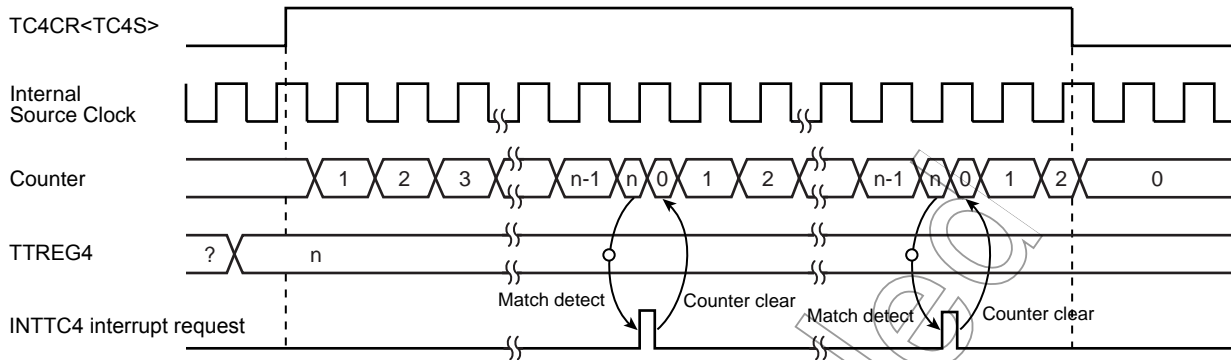 TC4CR<TC4S>
Internal
Source Clock
Counter
1 2 3 n-1 n 0 1 2 n-1 n 0 1 2 0
TTREG4
? n
Match detect Counter clear Match detect Counter clear
INTTC4 interrupt request